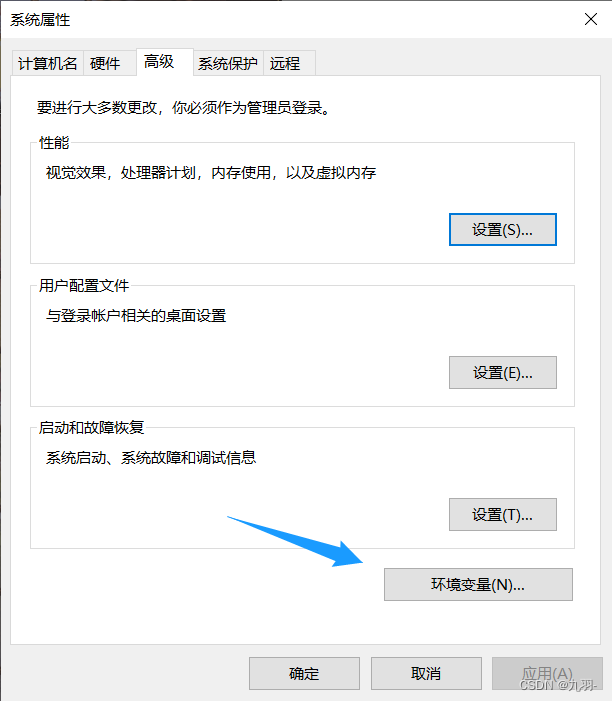 系统属性
计算机名 硬件 高级 系统保护 远程
要进行大多数更改，你必须作为管理员登录。
性能
视觉效果，处理器计划，内存使用，以及虚拟内存
设置(S)...
用户配置文件
与登录帐户相关的桌面设置
设置(E)...
启动和故障恢复
系统启动、系统故障和调试信息
设置(T)...
环境变量(N)...
确定 取消 应用(A)
CSDN @九羽-